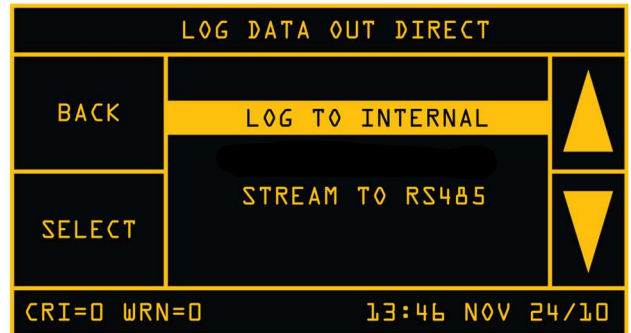 LOG DATA OUT DIRECT
BACK
LOG TO INTERNAL
STREAM TO RS485
SELECT
CRI=0 WRN=0 13:46 NOV 24/10